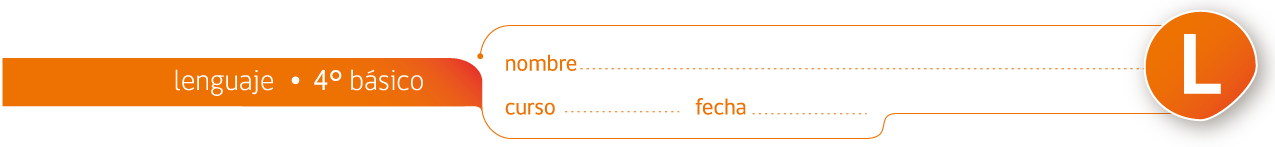 lenguaje • 4° básico
nombre
curso fecha
L